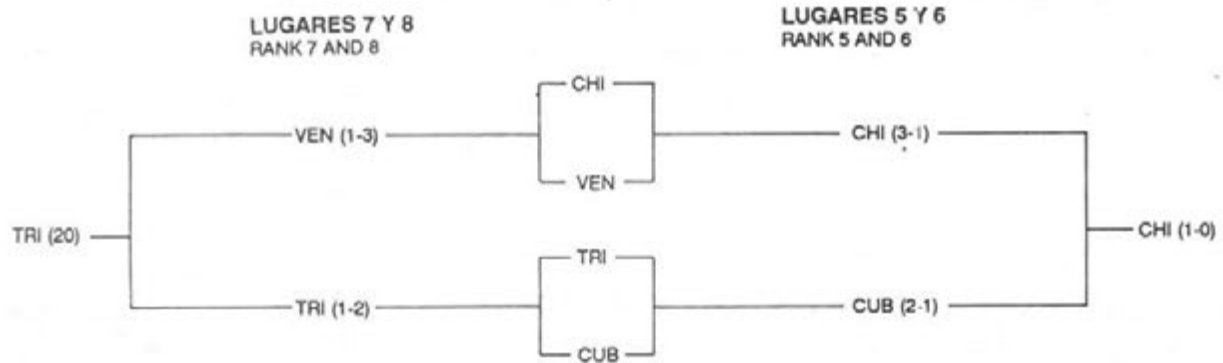 LUGARES 7 Y 8
RANK 7 AND 8
LUGARES 5 Y 6
RANK 5 AND 6
CHI
VEN (1-3)
CHI (3-1)
VEN
TRI (20)
CHI (1-0)
TRI
TRI (1-2)
CUB (2-1)
CUB